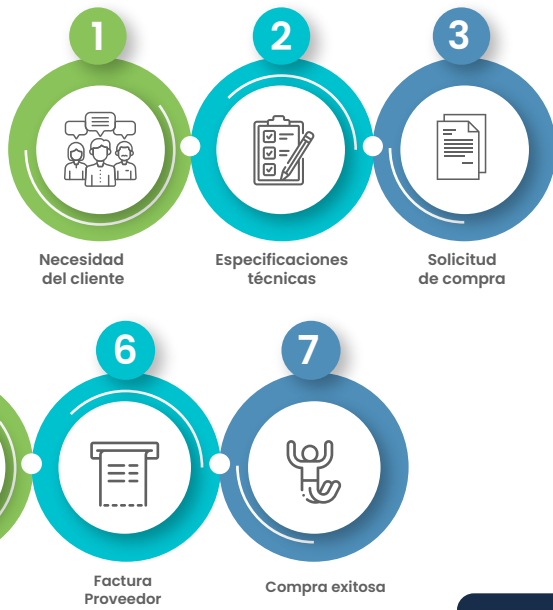 1
2
3
Necesidad
del cliente
Especificaciones
técnicas
Solicitud
de compra
6
7
Factura
Proveedor
Compra exitosa